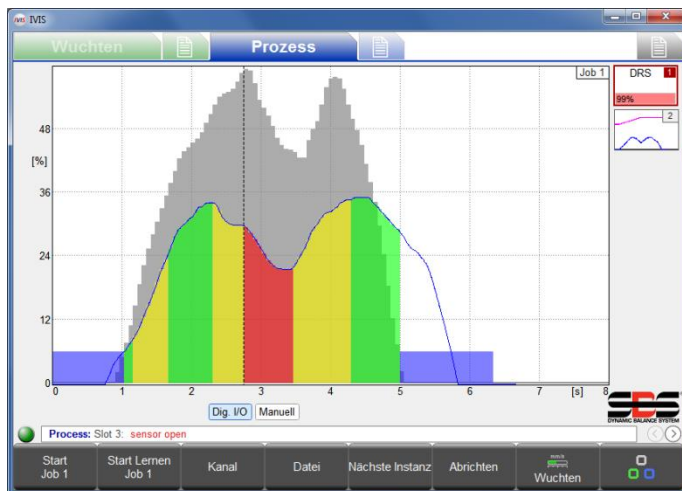 IVIS
Wuchten
Prozess
Job 1
DRS 1
99%
2
48
[%]
36
24
12
0
0 1 2 3 4 5 6 7 [s] 8
Dig. I/O Manuell
SBS
DYNAMIC BALANCE SYSTEM
Process: Slot 3: sensor open
Start Job 1
Start Lernen Job 1
Kanal
Datei
Nächste Instanz
Abrichten
Wuchten